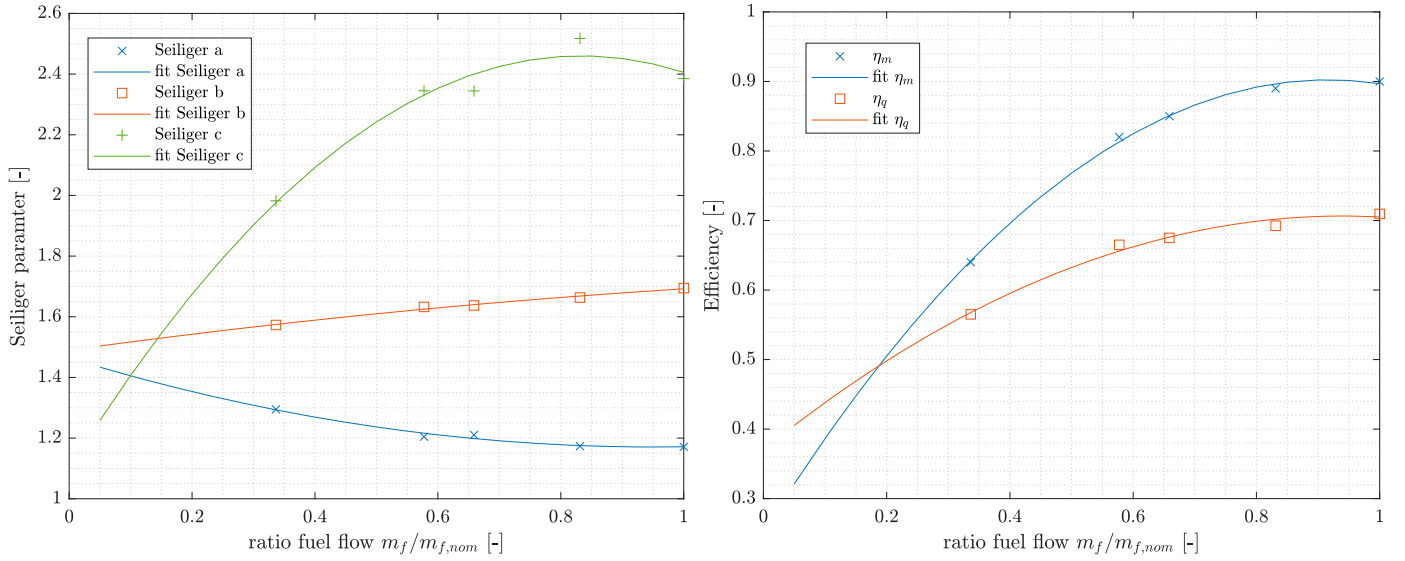 2.6
2.4
2.2
2
1.8
1.6
1.4
1.2
1
0
0.2
0.4
0.6
0.8
1
Seiliger paramter [-]
ratio fuel flow m_f/m_{f,nom} [-]
Seiliger a
fit Seiliger a
Seiliger b
fit Seiliger b
Seiliger c
fit Seiliger c
1
0.9
0.8
0.7
0.6
0.5
0.4
0.3
0
0.2
0.4
0.6
0.8
1
Efficiency [-]
ratio fuel flow m_f/m_{f,nom} [-]
η_m
fit η_m
η_q
fit η_q